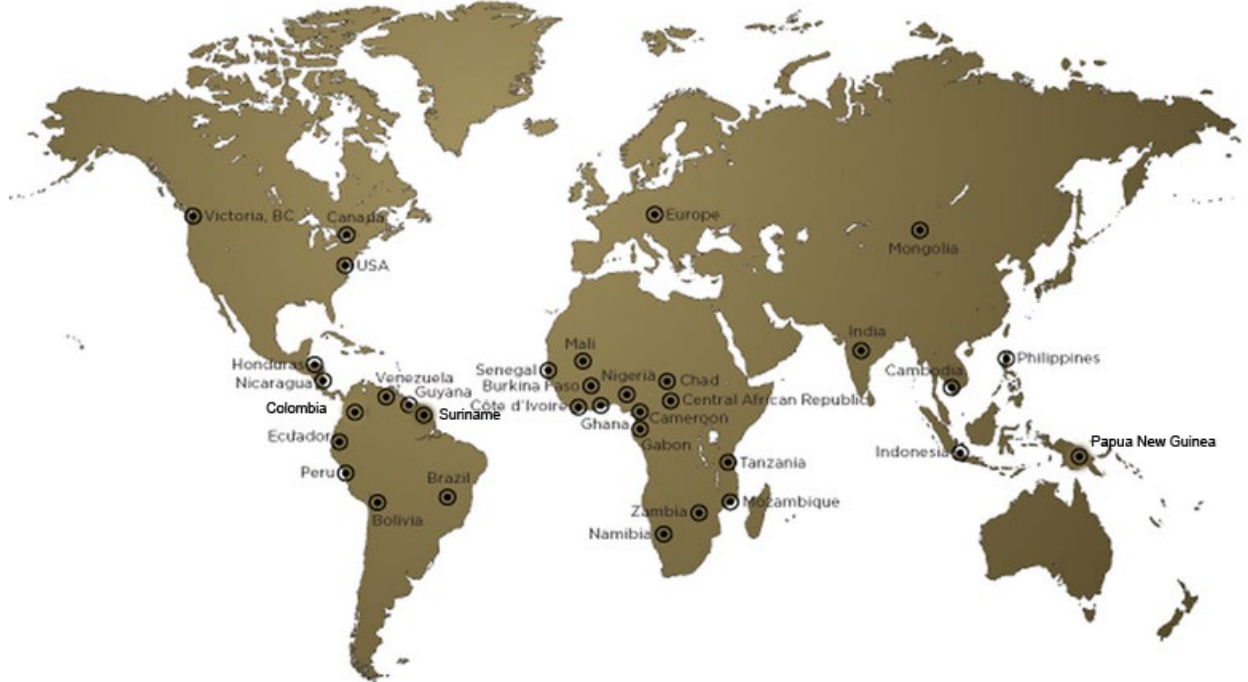 Victoria, BC
Canada
USA
Europe
Mongolia
Honduras
Nicaragua
Venezuela
Guyana
Colombia
Suriname
Ecuador
Peru
Brazil
Bolivia
Mali
Senegal
Burkina Faso
Nigeria
Chad
Central African Republic
Côte d'Ivoire
Ghana
Cameroon
Gabon
Tanzania
Mozambique
Zambia
Namibia
India
Philippines
Cambodia
Indonesia
Papua New Guinea